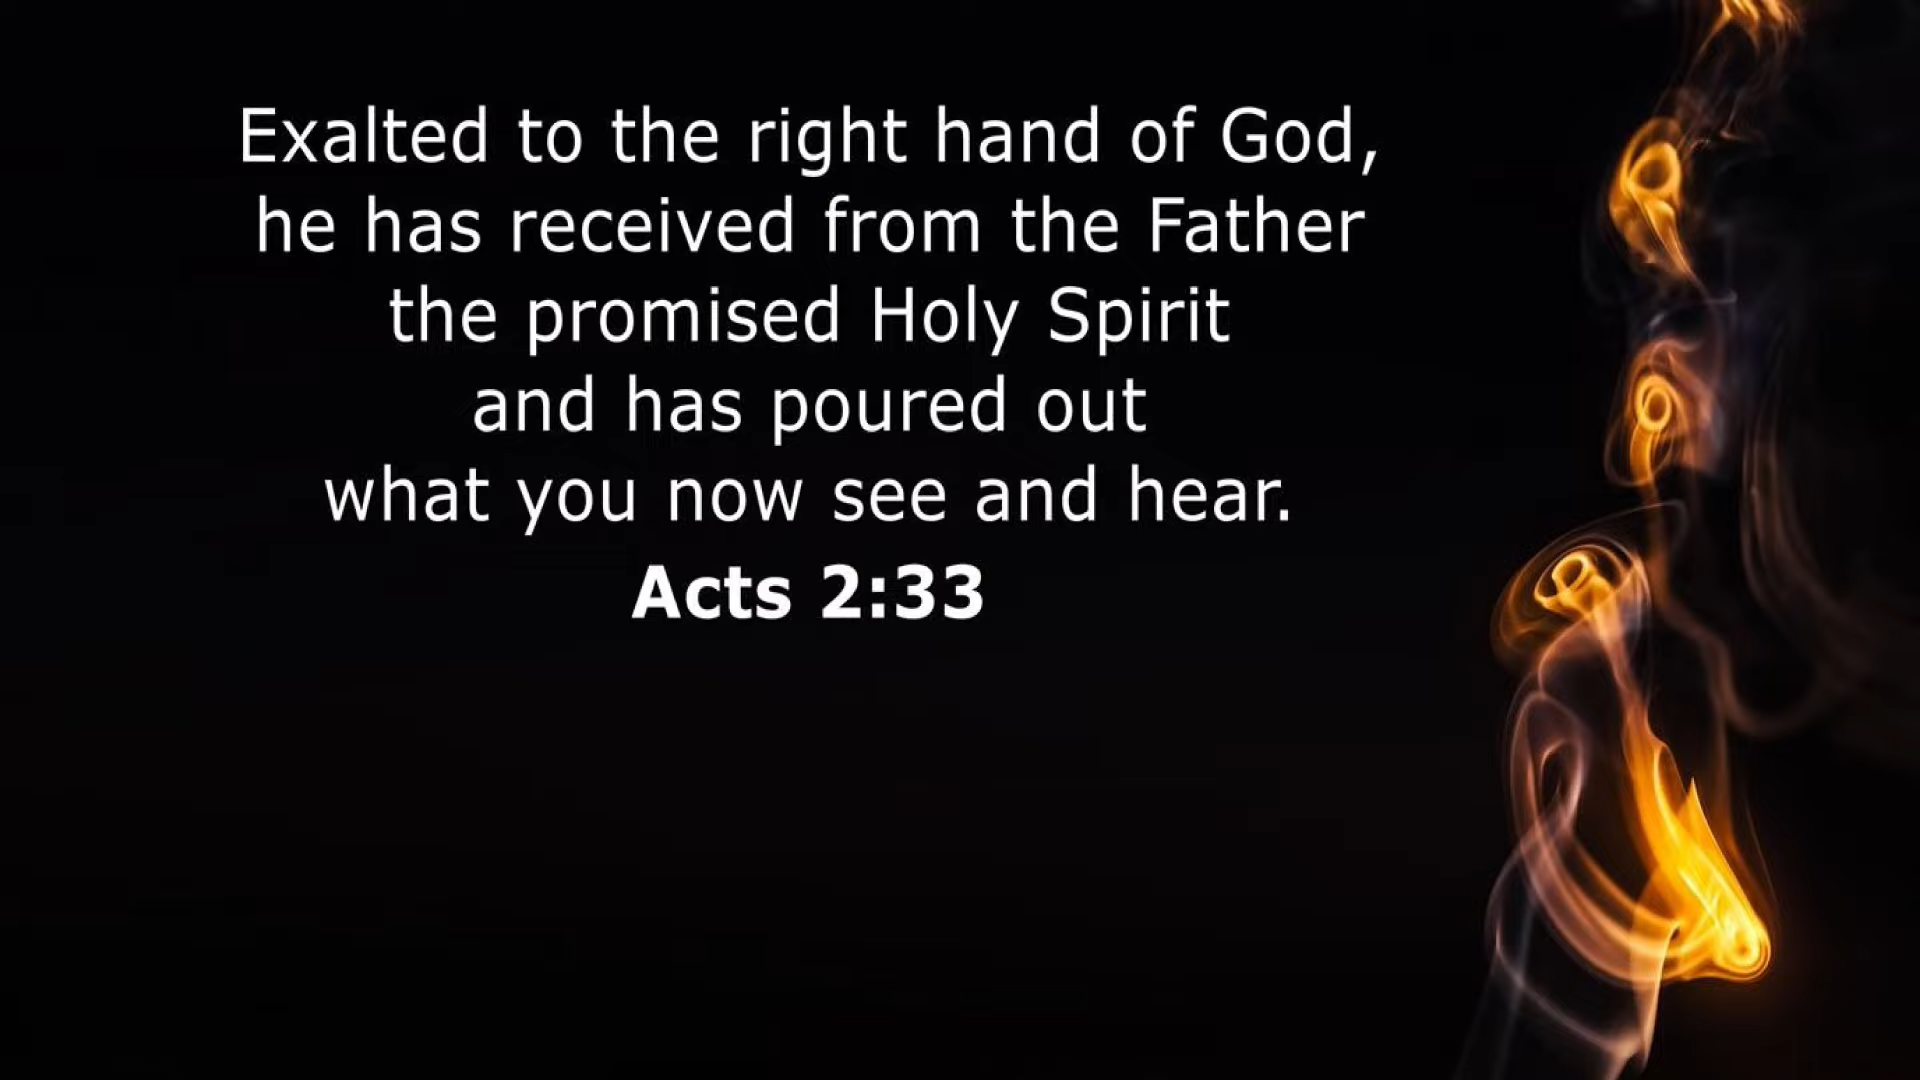 Exalted to the right hand of God,
he has received from the Father
the promised Holy Spirit
and has poured out
what you now see and hear.
Acts 2:33